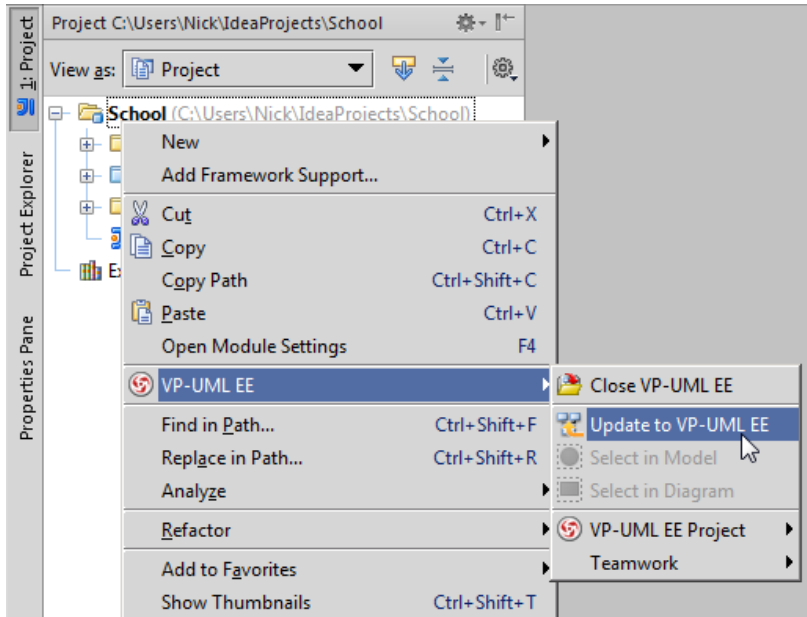 Project C:\Users\Nick\IdeaProjects\School
View as: Project
School (C:\Users\Nick\IdeaProjects\School)
1: Project
Project Explorer
Properties Pane
New
Add Framework Support...
Cut Ctrl+X
Copy Ctrl+C
Copy Path Ctrl+Shift+C
Paste Ctrl+V
Open Module Settings F4
VP-UML EE
Find in Path... Ctrl+Shift+F
Replace in Path... Ctrl+Shift+R
Analyze
Refactor
Add to Favorites
Show Thumbnails Ctrl+Shift+T
Close VP-UML EE
Update to VP-UML EE
Select in Model
Select in Diagram
VP-UML EE Project
Teamwork